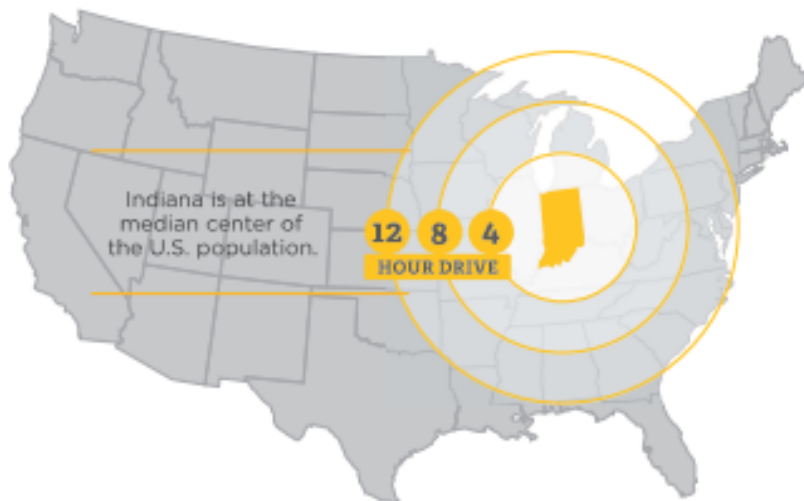 Indiana is at the
median center of
the U.S. population.
12 8 4
HOUR DRIVE